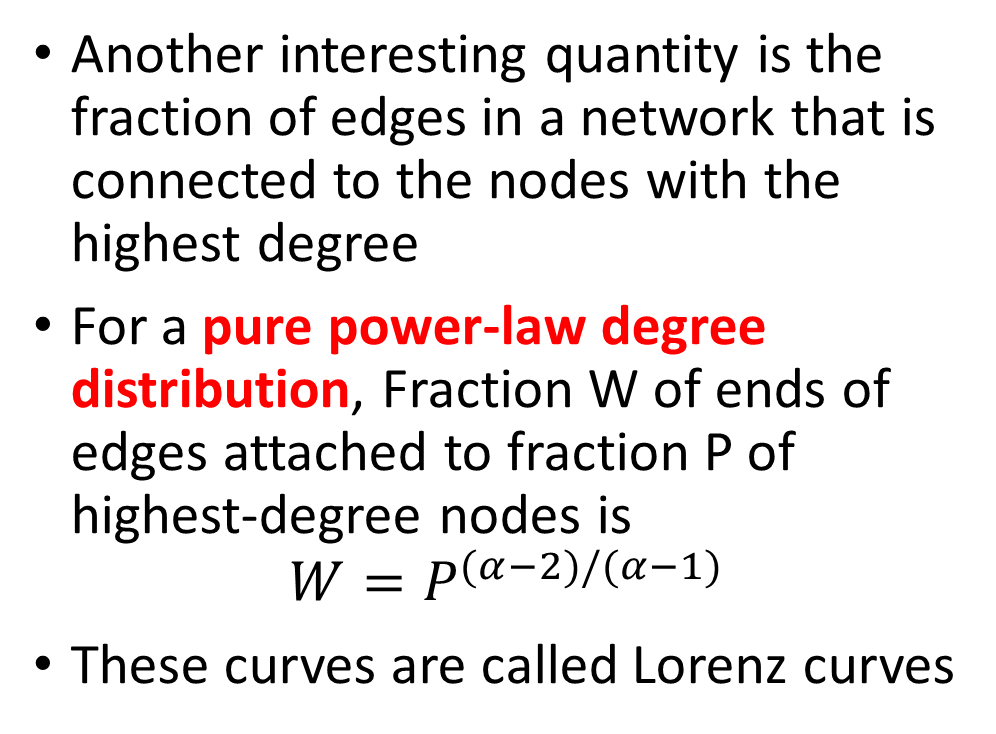 • Another interesting quantity is the
fraction of edges in a network that is
connected to the nodes with the
highest degree
• For a pure power-law degree
distribution, Fraction W of ends of
edges attached to fraction P of
highest-degree nodes is
𝑊 = 𝑃^(𝛼−2)/(𝛼−1)
• These curves are called Lorenz curves